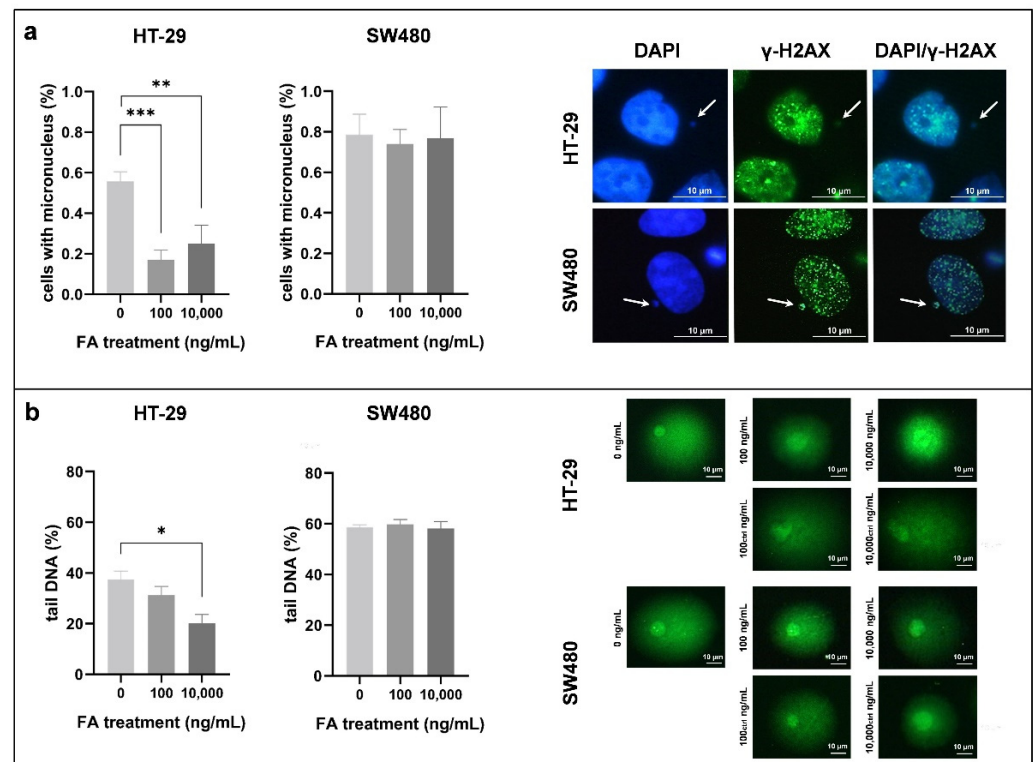 a
HT-29
SW480
cells with micronucleus (%)
1.0
0.8
0.6
0.4
0.2
0.0
***
**
0 100 10,000
FA treatment (ng/mL)
cells with micronucleus (%)
1.0
0.8
0.6
0.4
0.2
0.0
0 100 10,000
FA treatment (ng/mL)
DAPI γ-H2AX DAPI/γ-H2AX
HT-29
10 µm 10 µm 10 µm
SW480
10 µm 10 µm 10 µm
b
HT-29
SW480
tail DNA (%)
80
60
40
20
0
*
0 100 10,000
FA treatment (ng/mL)
tail DNA (%)
80
60
40
20
0
0 100 10,000
FA treatment (ng/mL)
HT-29
0 ng/mL 100 ng/mL 10,000 ng/mL
10 µm 10 µm 10 µm
100ctrl ng/mL 10,000ctrl ng/mL
10 µm 10 µm
SW480
0 ng/mL 100 ng/mL 10,000 ng/mL
10 µm 10 µm 10 µm
100ctrl ng/mL 10,000ctrl ng/mL
10 µm 10 µm